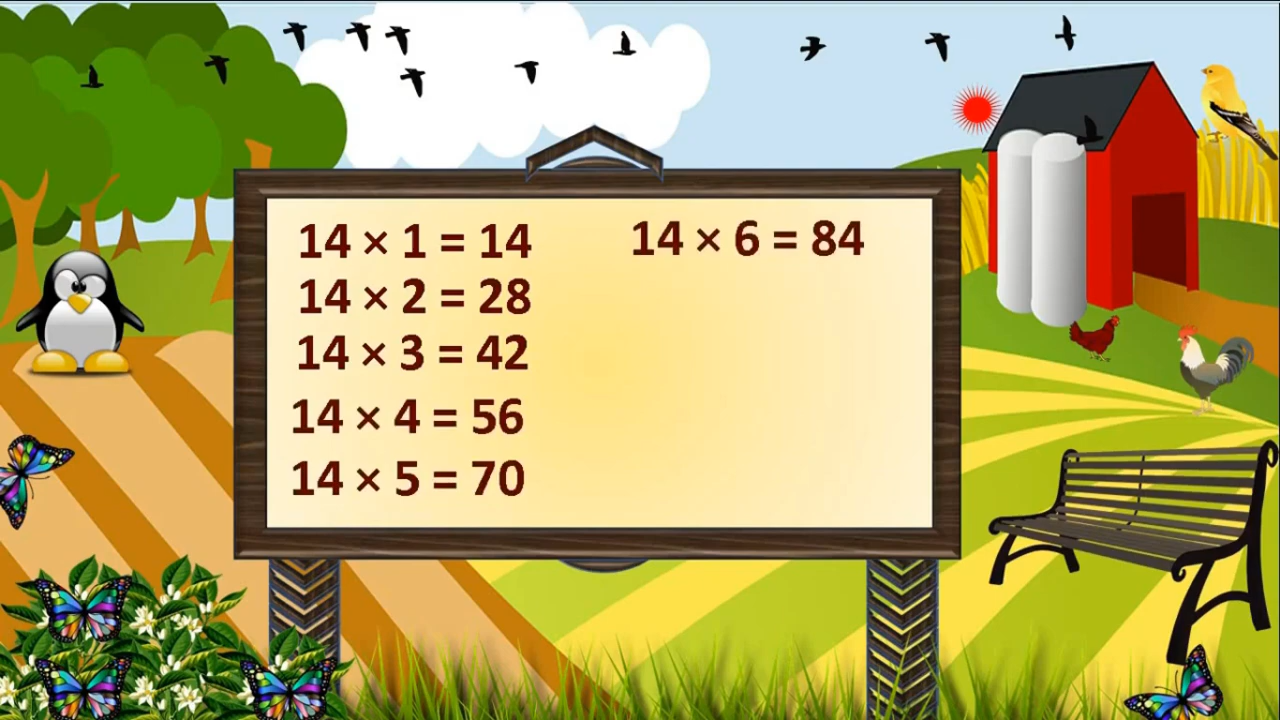 14 × 1 = 14
14 × 2 = 28
14 × 3 = 42
14 × 4 = 56
14 × 5 = 70
14 × 6 = 84